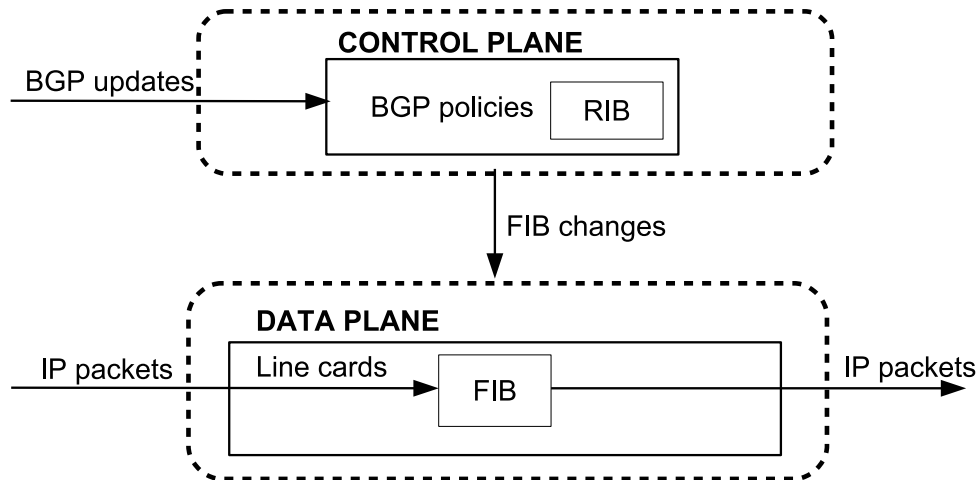 CONTROL PLANE
BGP updates
BGP policies
RIB
FIB changes
DATA PLANE
IP packets
Line cards
FIB
IP packets